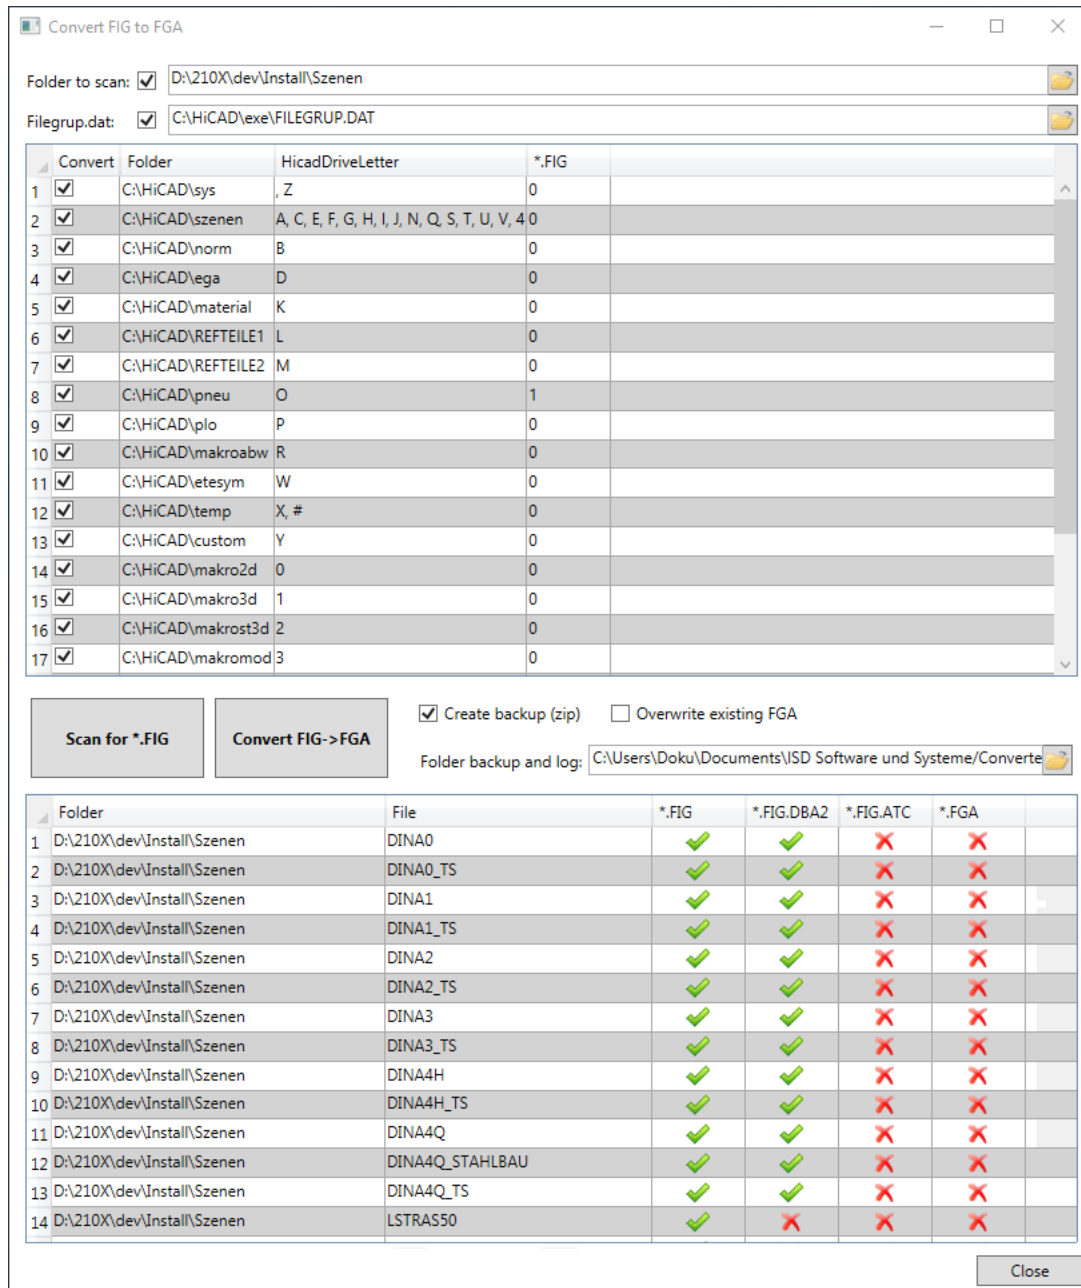 Convert FIG to FGA
Folder to scan: D:\210X\dev\Install\Szenen
Filegrup.dat: C:\HiCAD\exe\FILEGRUP.DAT
Convert Folder HicadDriveLetter *.FIG
1 C:\HiCAD\sys , Z 0
2 C:\HiCAD\szenen A, C, E, F, G, H, I, J, N, Q, S, T, U, V, 4 0
3 C:\HiCAD\norm B 0
4 C:\HiCAD\ega D 0
5 C:\HiCAD\material K 0
6 C:\HiCAD\REFTEILE1 L 0
7 C:\HiCAD\REFTEILE2 M 0
8 C:\HiCAD\pneu O 1
9 C:\HiCAD\plo P 0
10 C:\HiCAD\makroabw R 0
11 C:\HiCAD\etesym W 0
12 C:\HiCAD\temp X, # 0
13 C:\HiCAD\custom Y 0
14 C:\HiCAD\makro2d 0 0
15 C:\HiCAD\makro3d 1 0
16 C:\HiCAD\makrost3d 2 0
17 C:\HiCAD\makromod 3 0
Scan for *.FIG Convert FIG->FGA Create backup (zip) Overwrite existing FGA
Folder backup and log: C:\Users\Doku\Documents\ISD Software und Systeme/Converte
Folder File *.FIG *.FIG.DBA2 *.FIG.ATC *.FGA
1 D:\210X\dev\Install\Szenen DINA0
2 D:\210X\dev\Install\Szenen DINA0_TS
3 D:\210X\dev\Install\Szenen DINA1
4 D:\210X\dev\Install\Szenen DINA1_TS
5 D:\210X\dev\Install\Szenen DINA2
6 D:\210X\dev\Install\Szenen DINA2_TS
7 D:\210X\dev\Install\Szenen DINA3
8 D:\210X\dev\Install\Szenen DINA3_TS
9 D:\210X\dev\Install\Szenen DINA4H
10 D:\210X\dev\Install\Szenen DINA4H_TS
11 D:\210X\dev\Install\Szenen DINA4Q
12 D:\210X\dev\Install\Szenen DINA4Q_STAHLBAU
13 D:\210X\dev\Install\Szenen DINA4Q_TS
14 D:\210X\dev\Install\Szenen LSTRAS50
Close